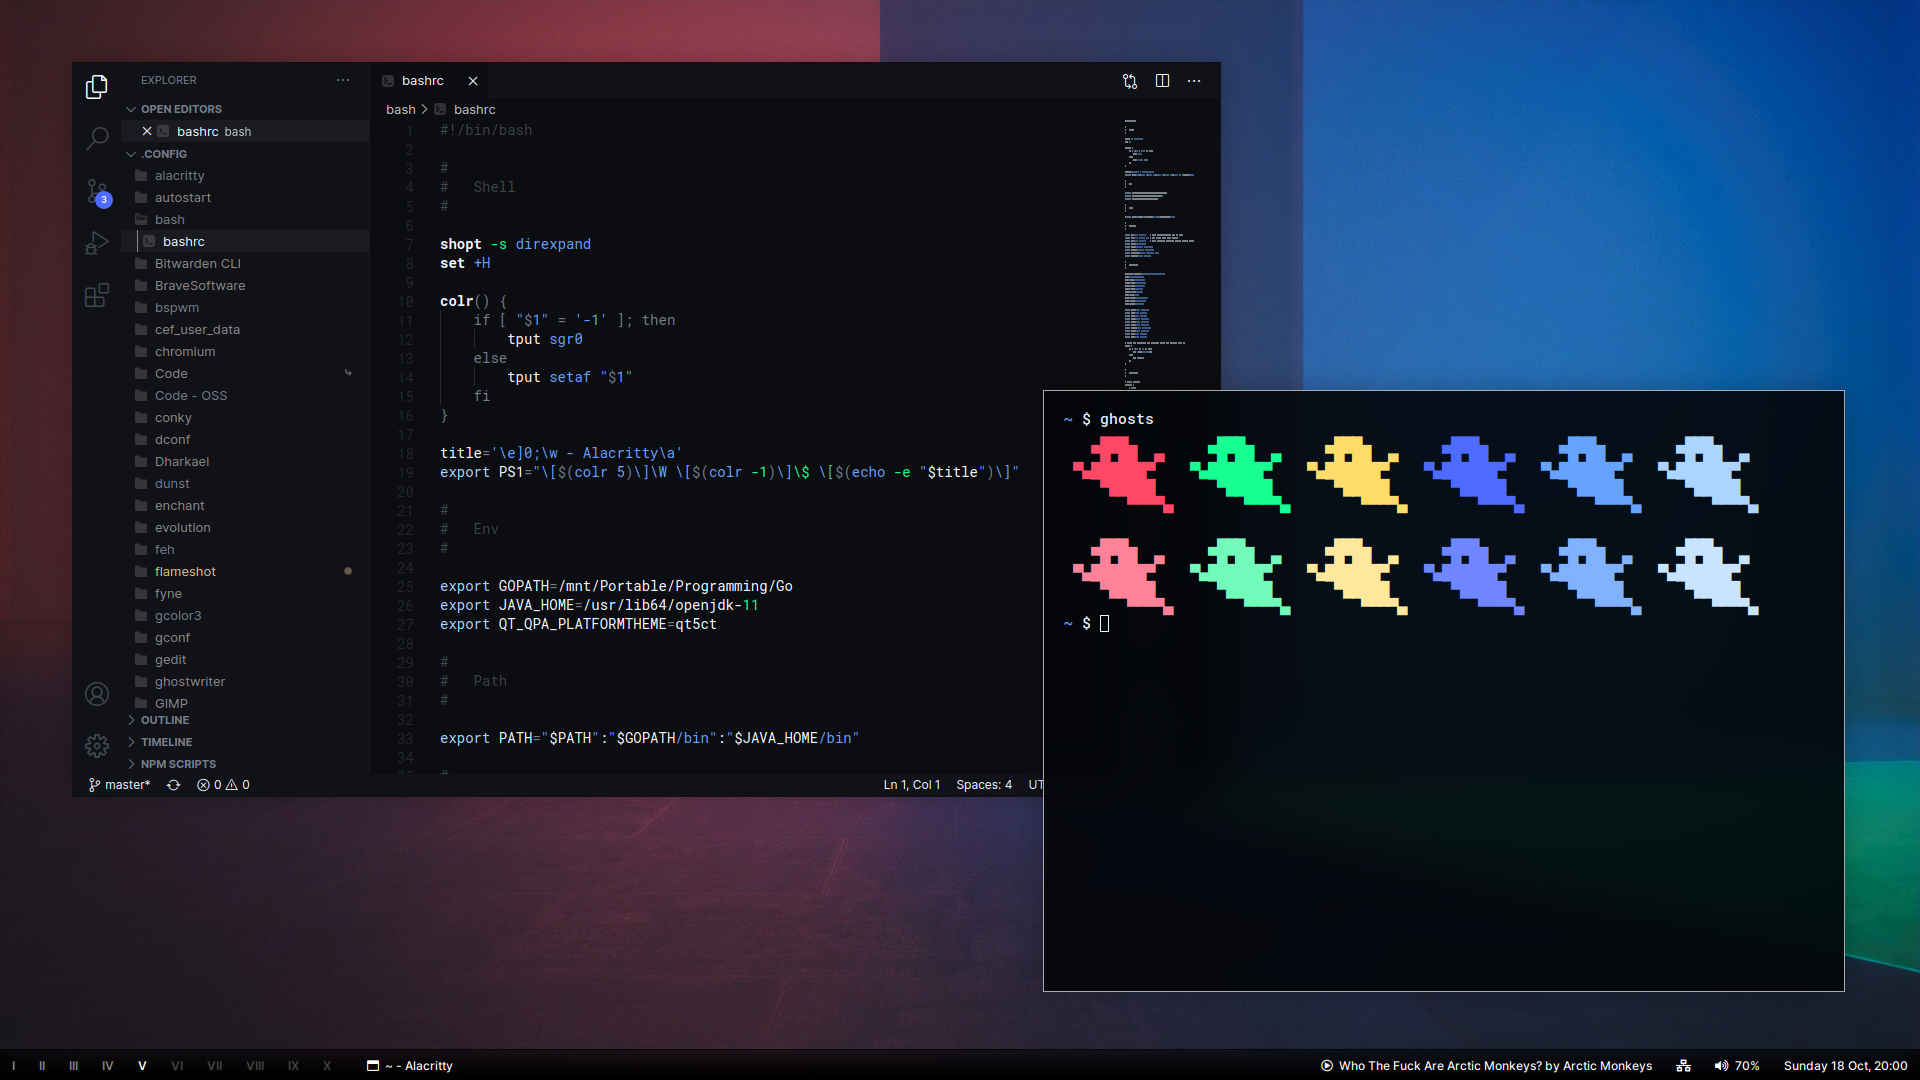 EXPLORER
OPEN EDITORS
bashrc bash
.CONFIG
alacritty
autostart
bash
bashrc
Bitwarden CLI
BraveSoftware
bspwm
cef_user_data
chromium
Code
Code - OSS
conky
dconf
Dharkael
dunst
enchant
evolution
feh
flameshot
fyne
gcolor3
gconf
gedit
ghostwriter
GIMP
OUTLINE
TIMELINE
NPM SCRIPTS
3
bashrc
bash > bashrc
1 #!/bin/bash
2
3 #
4 #   Shell
5 #
6
7 shopt -s direxpand
8 set +H
9
10 colr() {
11     if [ "$1" = '-1' ]; then
12         tput sgr0
13     else
14         tput setaf "$1"
15     fi
16 }
17
18 title='\e]0;\w - Alacritty\a'
19 export PS1="\[$(colr 5)\]\W \[$(colr -1)\]\$ \[$(echo -e "$title")\]"
20
21 #
22 #   Env
23 #
24
25 export GOPATH=/mnt/Portable/Programming/Go
26 export JAVA_HOME=/usr/lib64/openjdk-11
27 export QT_QPA_PLATFORMTHEME=qt5ct
28
29 #
30 #   Path
31 #
32
33 export PATH="$PATH":"$GOPATH/bin":"$JAVA_HOME/bin"
34
master* 0 0
Ln 1, Col 1 Spaces: 4 UT
~ $ ghosts
~ $
I II III IV V VI VII VIII IX X
~ - Alacritty
Who The Fuck Are Arctic Monkeys? by Arctic Monkeys
70%
Sunday 18 Oct, 20:00